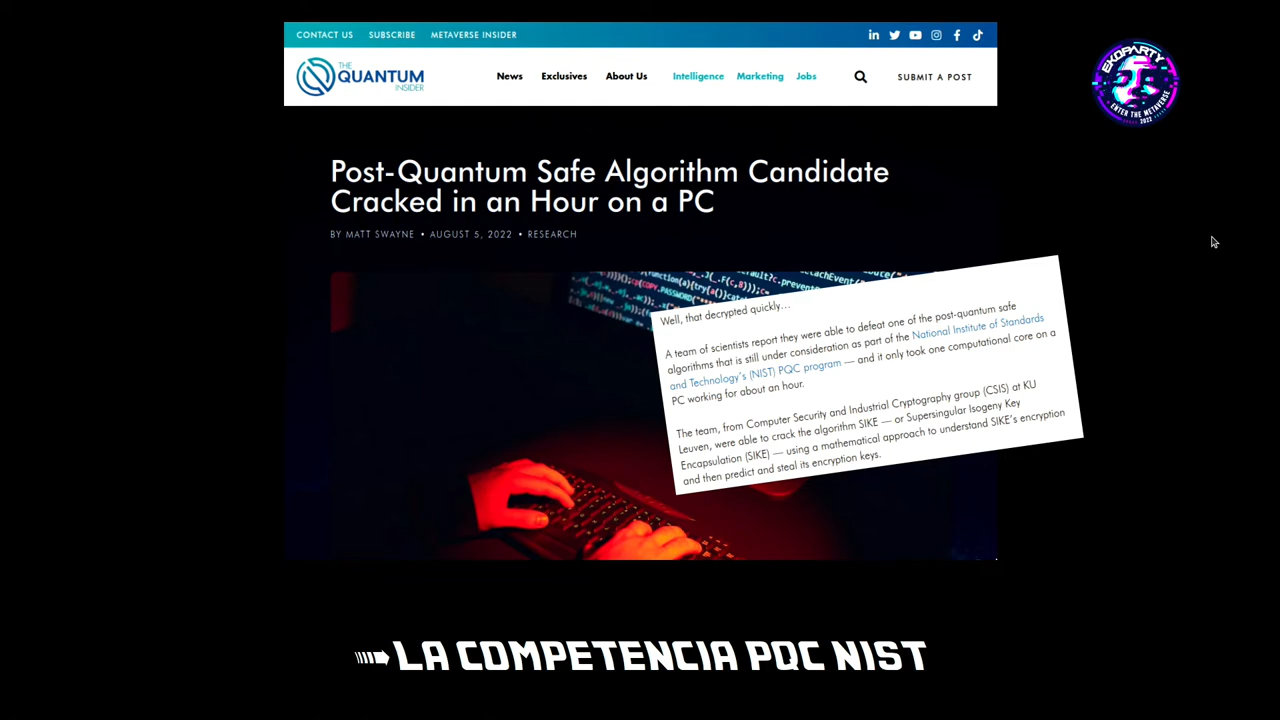 CONTACT US SUBSCRIBE METAVERSE INSIDER
THE
QUANTUM
INSIDER
News Exclusives About Us Intelligence Marketing Jobs SUBMIT A POST
EKOPARTY
ENTER THE METAVERSE
2022
Post-Quantum Safe Algorithm Candidate
Cracked in an Hour on a PC
BY MATT SWAYNE • AUGUST 5, 2022 • RESEARCH
Well, that decrypted quickly…
A team of scientists report they were able to defeat one of the post-quantum safe
algorithms that is still under consideration as part of the National Institute of Standards
and Technology's (NIST) PQC program — and it only took one computational core on a
PC working for about an hour.
The team, from Computer Security and Industrial Cryptography group (CSIS) at KU
Leuven, were able to crack the algorithm SIKE — or Supersingular Isogeny Key
Encapsulation (SIKE) — using a mathematical approach to understand SIKE's encryption
and then predict and steal its encryption keys.
LA COMPETENCIA PQC NIST